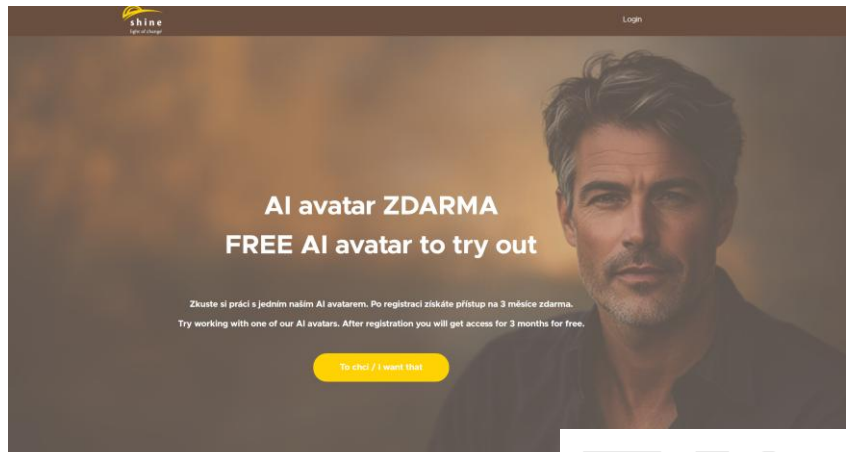 shine
light of change
Login
AI avatar ZDARMA
FREE AI avatar to try out
Zkuste si práci s jedním naším AI avatarem. Po registraci získáte přístup na 3 měsíce zdarma.
Try working with one of our AI avatars. After registration you will get access for 3 months for free.
To chci / I want that